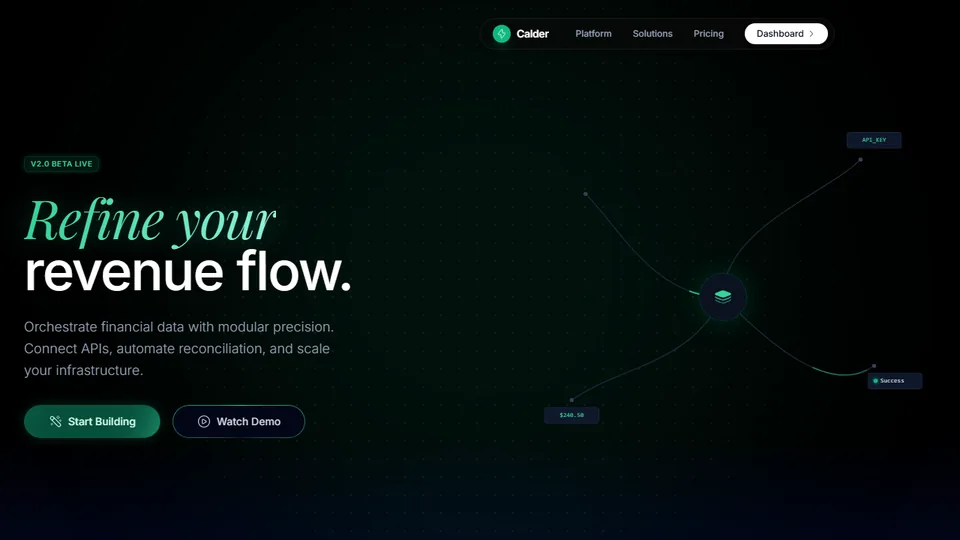 Calder
Platform
Solutions
Pricing
Dashboard
API_KEY
V2.0 BETA LIVE
Refine your
revenue flow.
Orchestrate financial data with modular precision.
Connect APIs, automate reconciliation, and scale
your infrastructure.
Success
$240.50
Start Building
Watch Demo